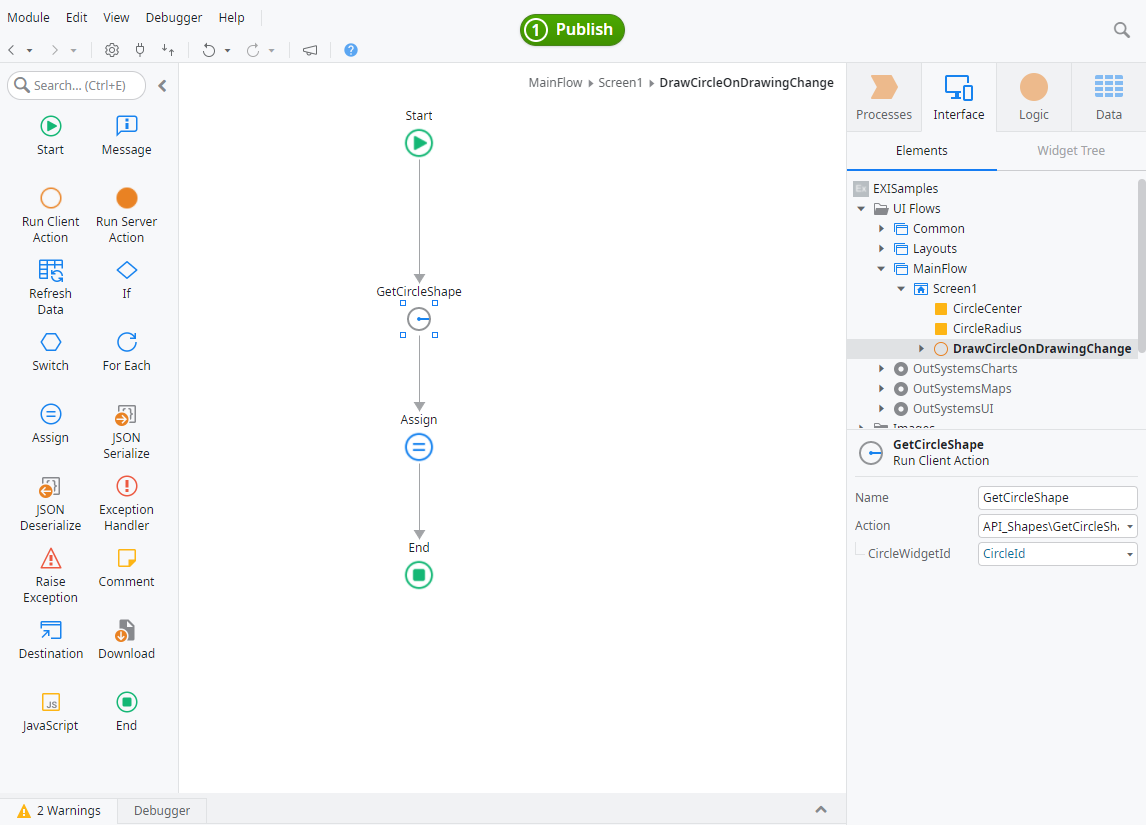 Module Edit View Debugger Help
1 Publish
Search... (Ctrl+E)
Start
Message
Run Client Action
Run Server Action
Refresh Data
If
Switch
For Each
Assign
JSON Serialize
JSON Deserialize
Exception Handler
Raise Exception
Comment
Destination
Download
JS
JavaScript
End
MainFlow Screen1 DrawCircleOnDrawingChange
Start
GetCircleShape
Assign
End
Processes Interface Logic Data
Elements Widget Tree
Ex EXISamples
UI Flows
Common
Layouts
MainFlow
Screen1
CircleCenter
CircleRadius
DrawCircleOnDrawingChange
OutSystemsCharts
OutSystemsMaps
OutSystemsUI
Images
GetCircleShape
Run Client Action
Name GetCircleShape
Action API_Shapes\GetCircleSh
CircleWidgetId CircleId
2 Warnings Debugger